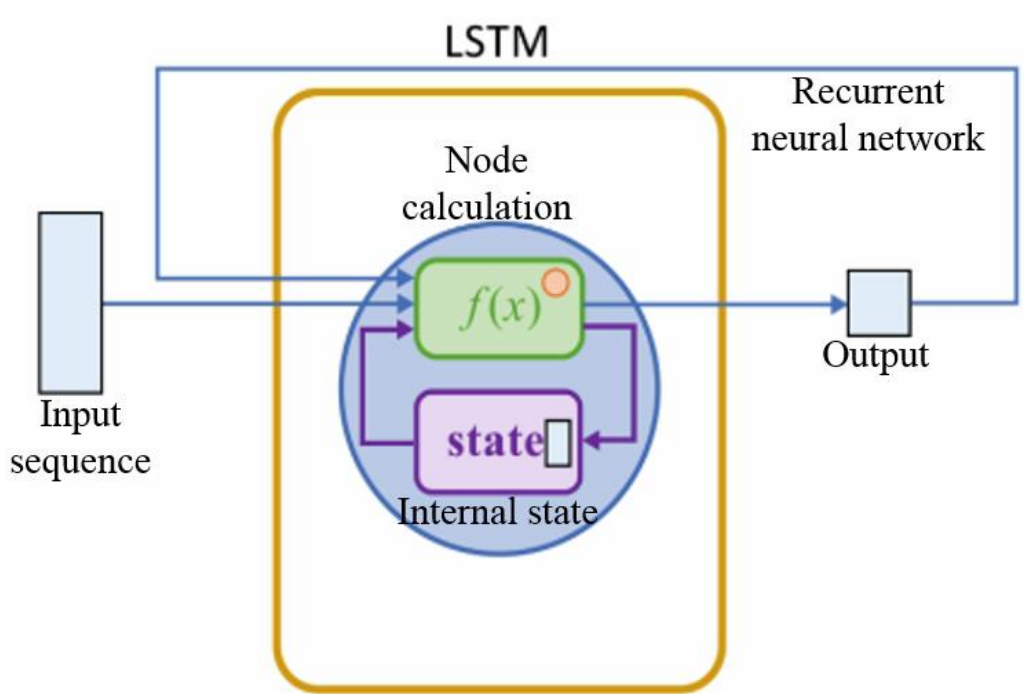 LSTM
Recurrent
neural network
Node
calculation
f(x)
Output
Input
sequence
state
Internal state